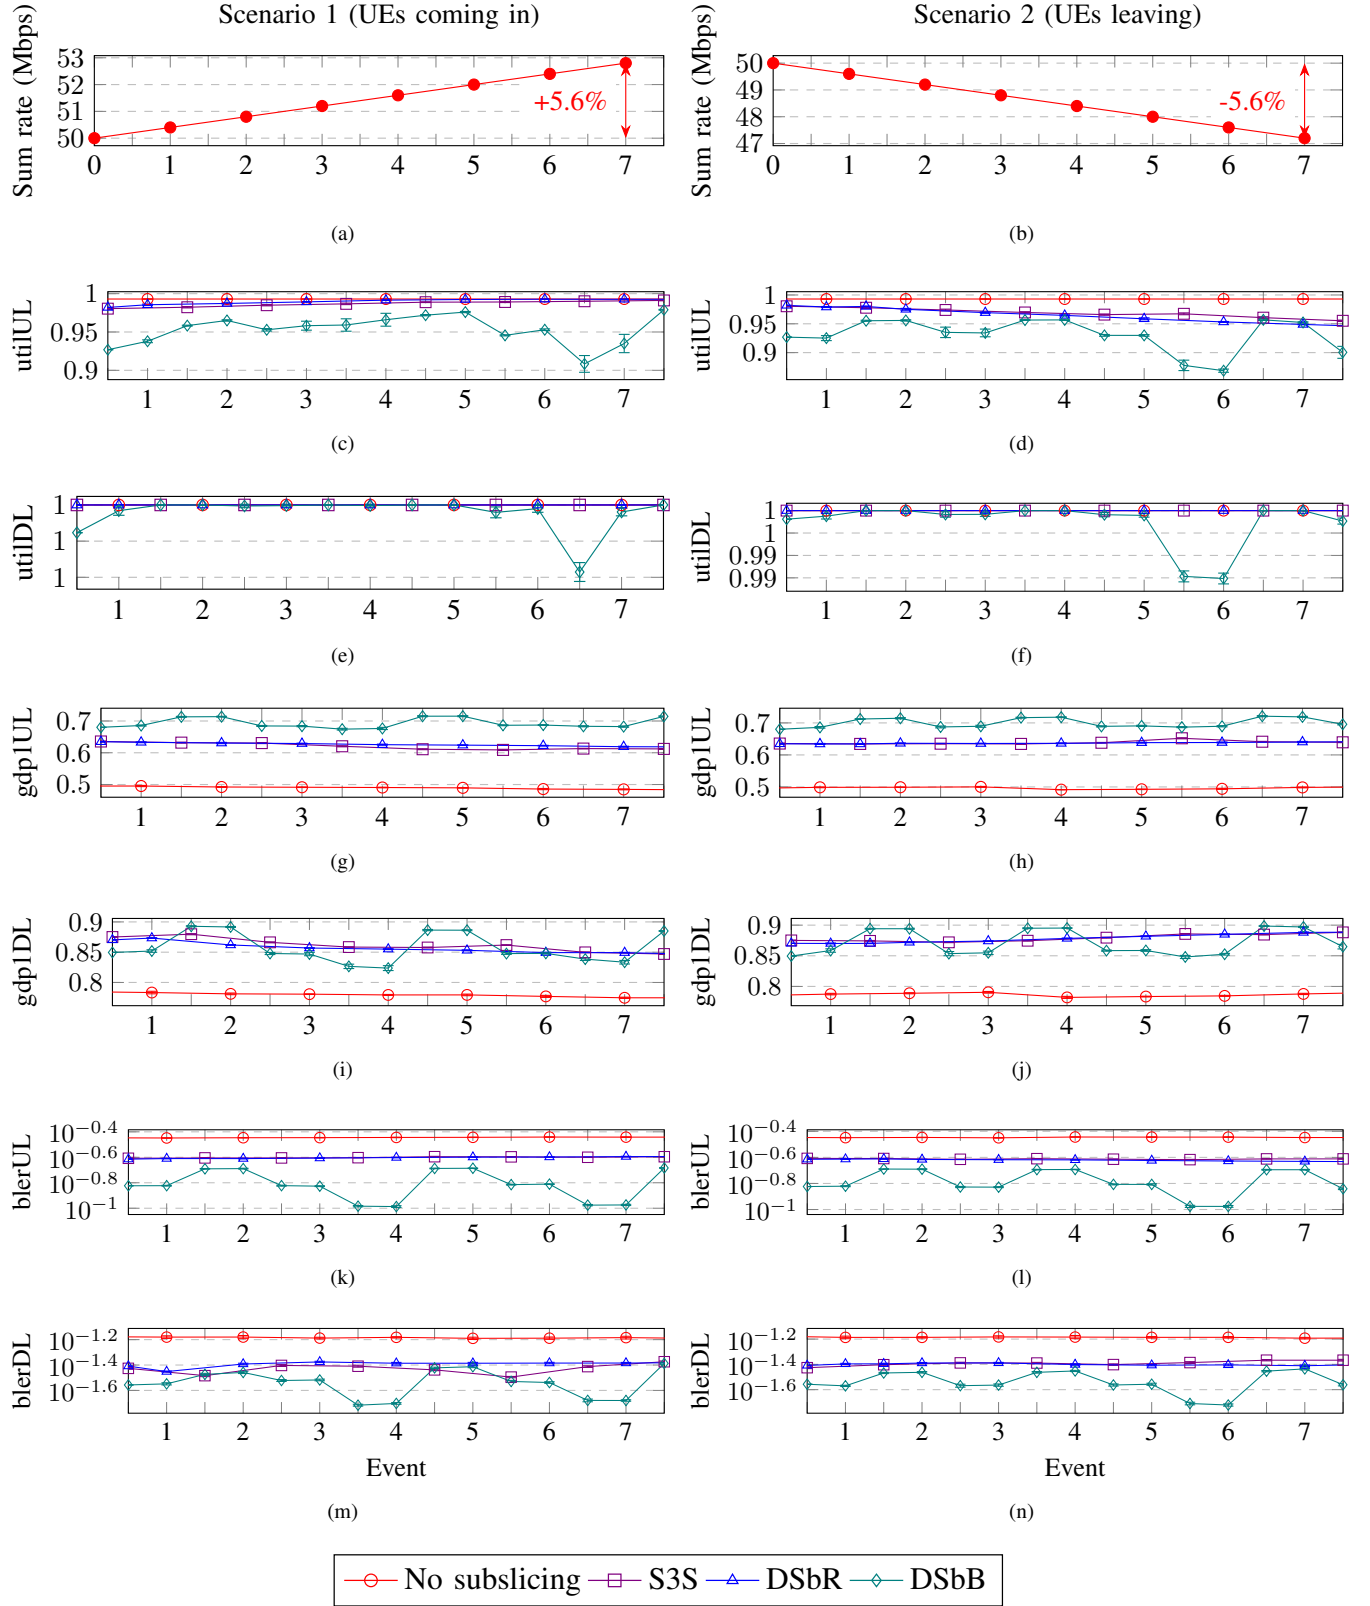 Scenario 1 (UEs coming in)
Scenario 2 (UEs leaving)
Sum rate (Mbps)
53
52
51
50
+5.6%
0 1 2 3 4 5 6 7
(a)
Sum rate (Mbps)
50
49
48
47
-5.6%
0 1 2 3 4 5 6 7
(b)
utilUL
1
0.95
0.9
1 2 3 4 5 6 7
(c)
utilUL
1
0.95
0.9
1 2 3 4 5 6 7
(d)
utilDL
1
1
1
1 2 3 4 5 6 7
(e)
utilDL
1
1
0.99
0.99
1 2 3 4 5 6 7
(f)
gdp1UL
0.7
0.6
0.5
1 2 3 4 5 6 7
(g)
gdp1UL
0.7
0.6
0.5
1 2 3 4 5 6 7
(h)
gdp1DL
0.9
0.85
0.8
1 2 3 4 5 6 7
(i)
gdp1DL
0.9
0.85
0.8
1 2 3 4 5 6 7
(j)
blerUL
10^−0.4
10^−0.6
10^−0.8
10^−1
1 2 3 4 5 6 7
(k)
blerUL
10^−0.4
10^−0.6
10^−0.8
10^−1
1 2 3 4 5 6 7
(l)
blerDL
10^−1.2
10^−1.4
10^−1.6
1 2 3 4 5 6 7
Event
(m)
blerDL
10^−1.2
10^−1.4
10^−1.6
1 2 3 4 5 6 7
Event
(n)
No subslicing S3S DSbR DSbB